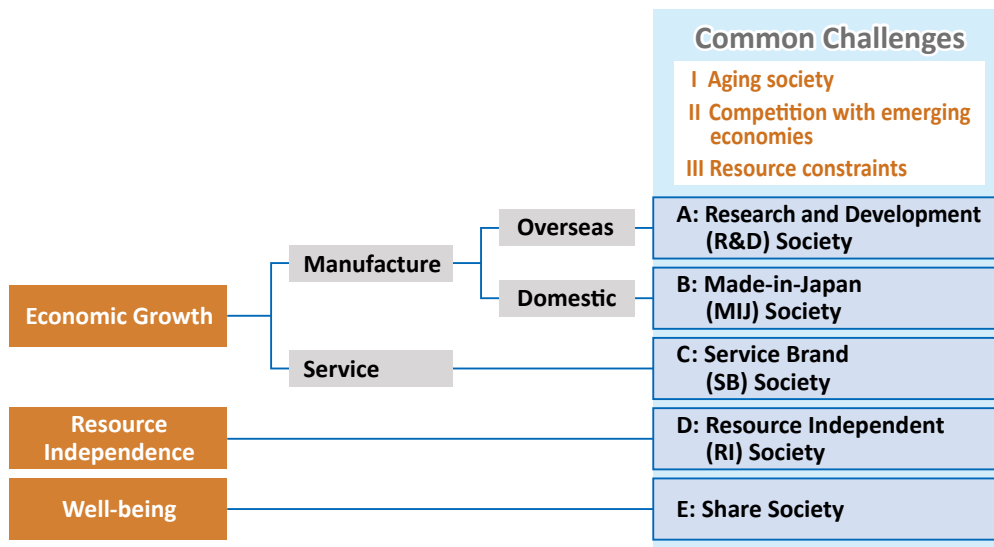 Common Challenges
I Aging society
II Competition with emerging
economies
III Resource constraints
Economic Growth
Manufacture
Overseas
A: Research and Development
(R&D) Society
Domestic
B: Made-in-Japan
(MIJ) Society
Service
C: Service Brand
(SB) Society
Resource
Independence
D: Resource Independent
(RI) Society
Well-being
E: Share Society